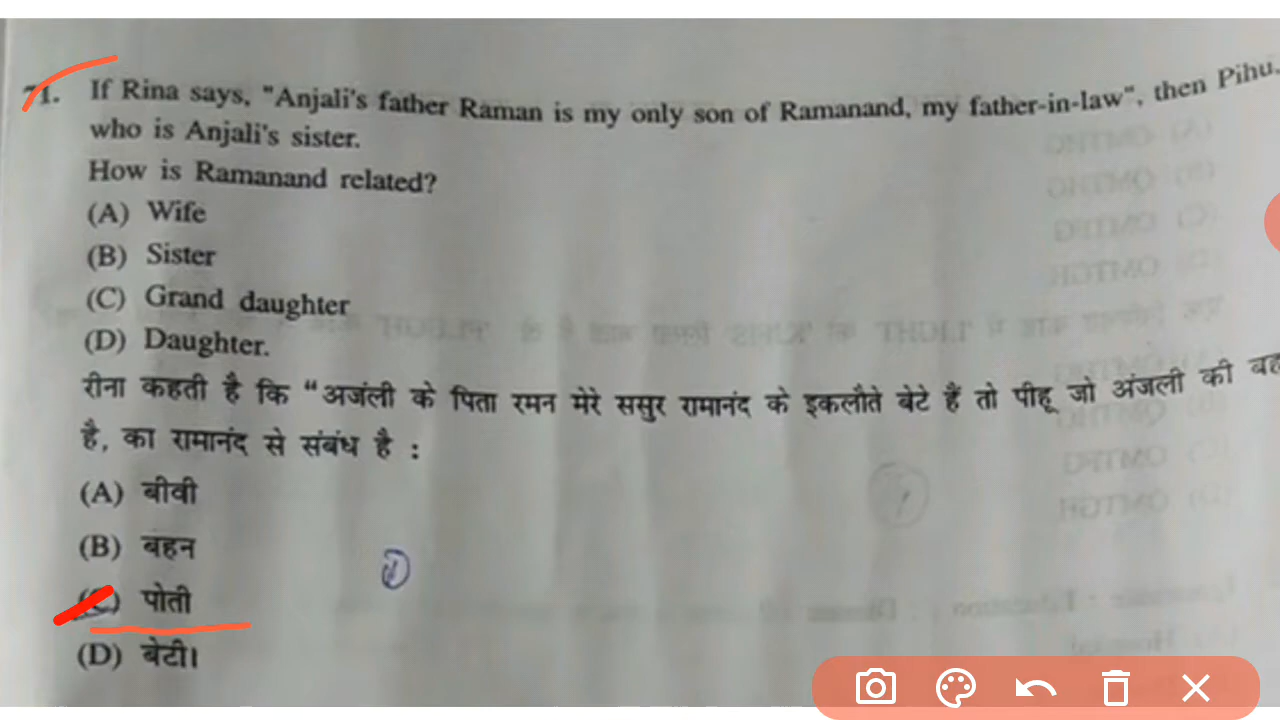 71. If Rina says, "Anjali's father Raman is my only son of Ramanand, my father-in-law", then Pihu,
who is Anjali's sister.
How is Ramanand related?
(A) Wife
(B) Sister
(C) Grand daughter
(D) Daughter.
रीना कहती है कि “अजंली के पिता रमन मेरे ससुर रामानंद के इकलौते बेटे हैं तो पीहू जो अंजली की
है, का रामानंद से संबंध है :
(A) बीवी
(B) बहन
(C) पोती
(D) बेटी।